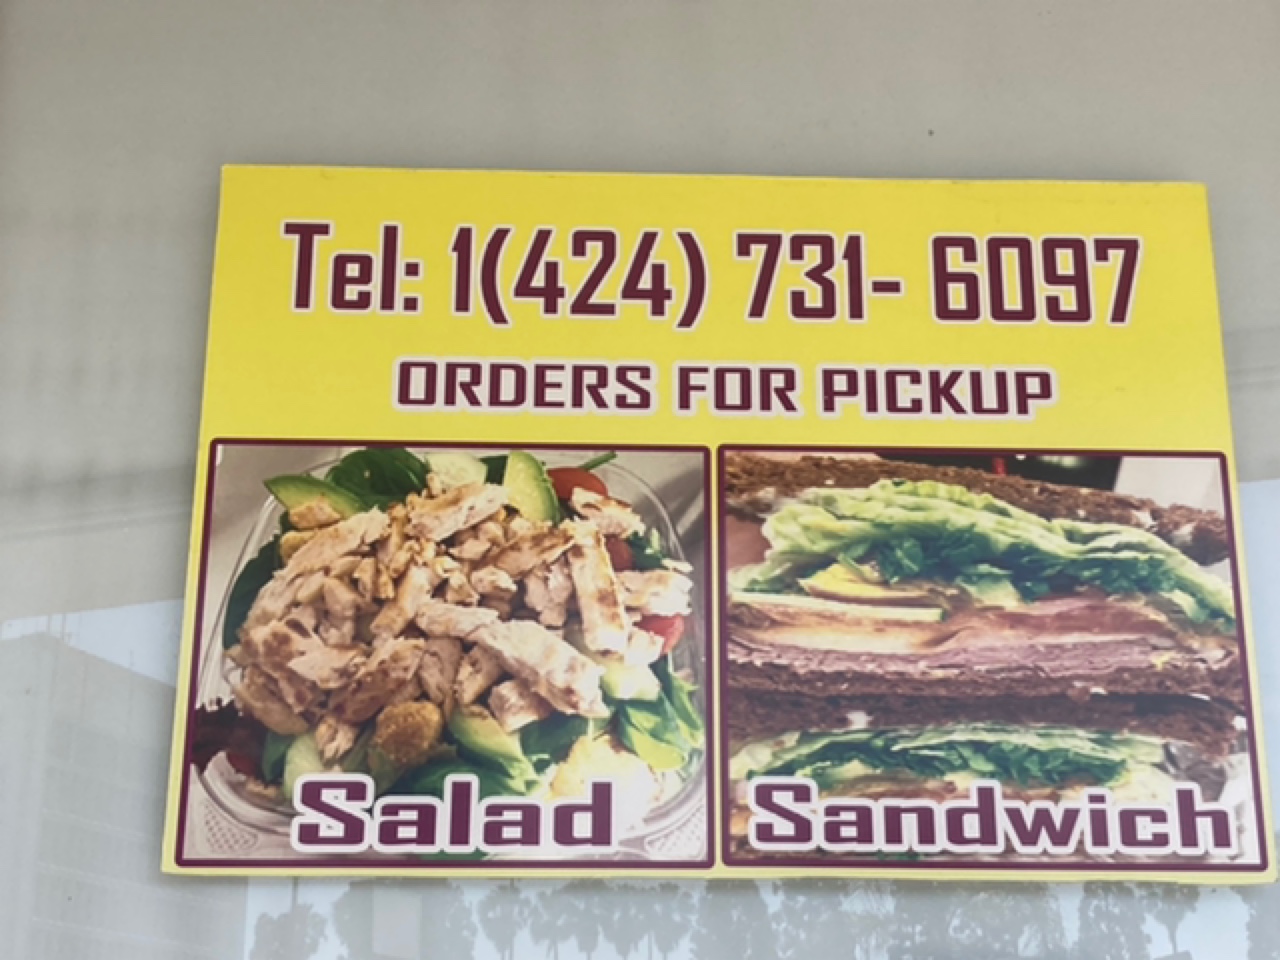 Tel: 1(424) 731- 6097
ORDERS FOR PICKUP
Salad
Sandwich